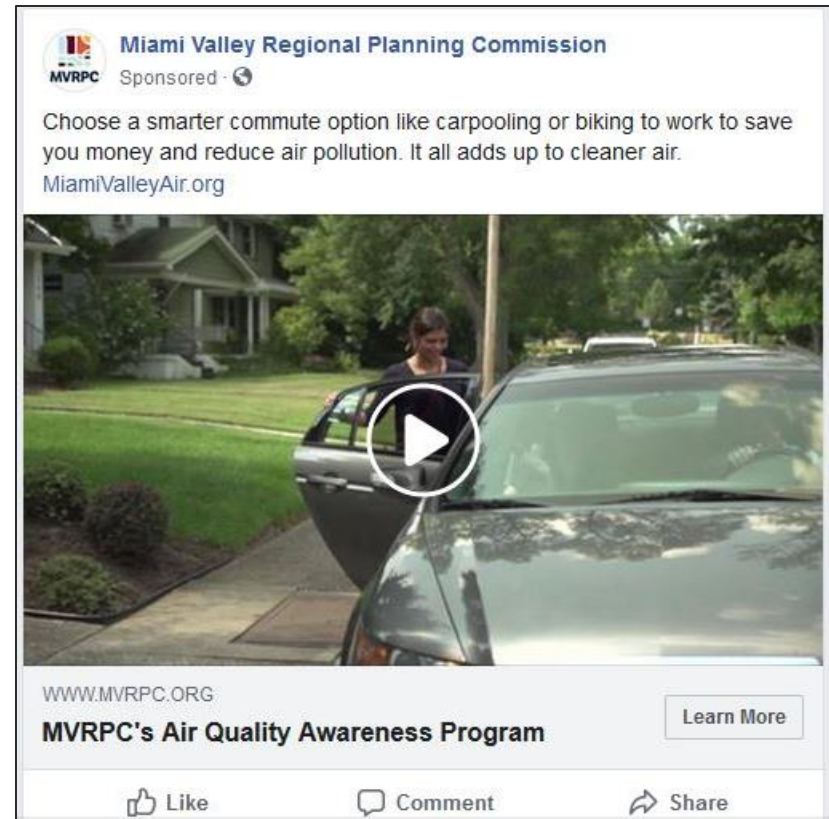 Miami Valley Regional Planning Commission
MVRPC
Sponsored ·
Choose a smarter commute option like carpooling or biking to work to save
you money and reduce air pollution. It all adds up to cleaner air.
MiamiValleyAir.org
WWW.MVRPC.ORG
MVRPC's Air Quality Awareness Program
Learn More
Like
Comment
Share